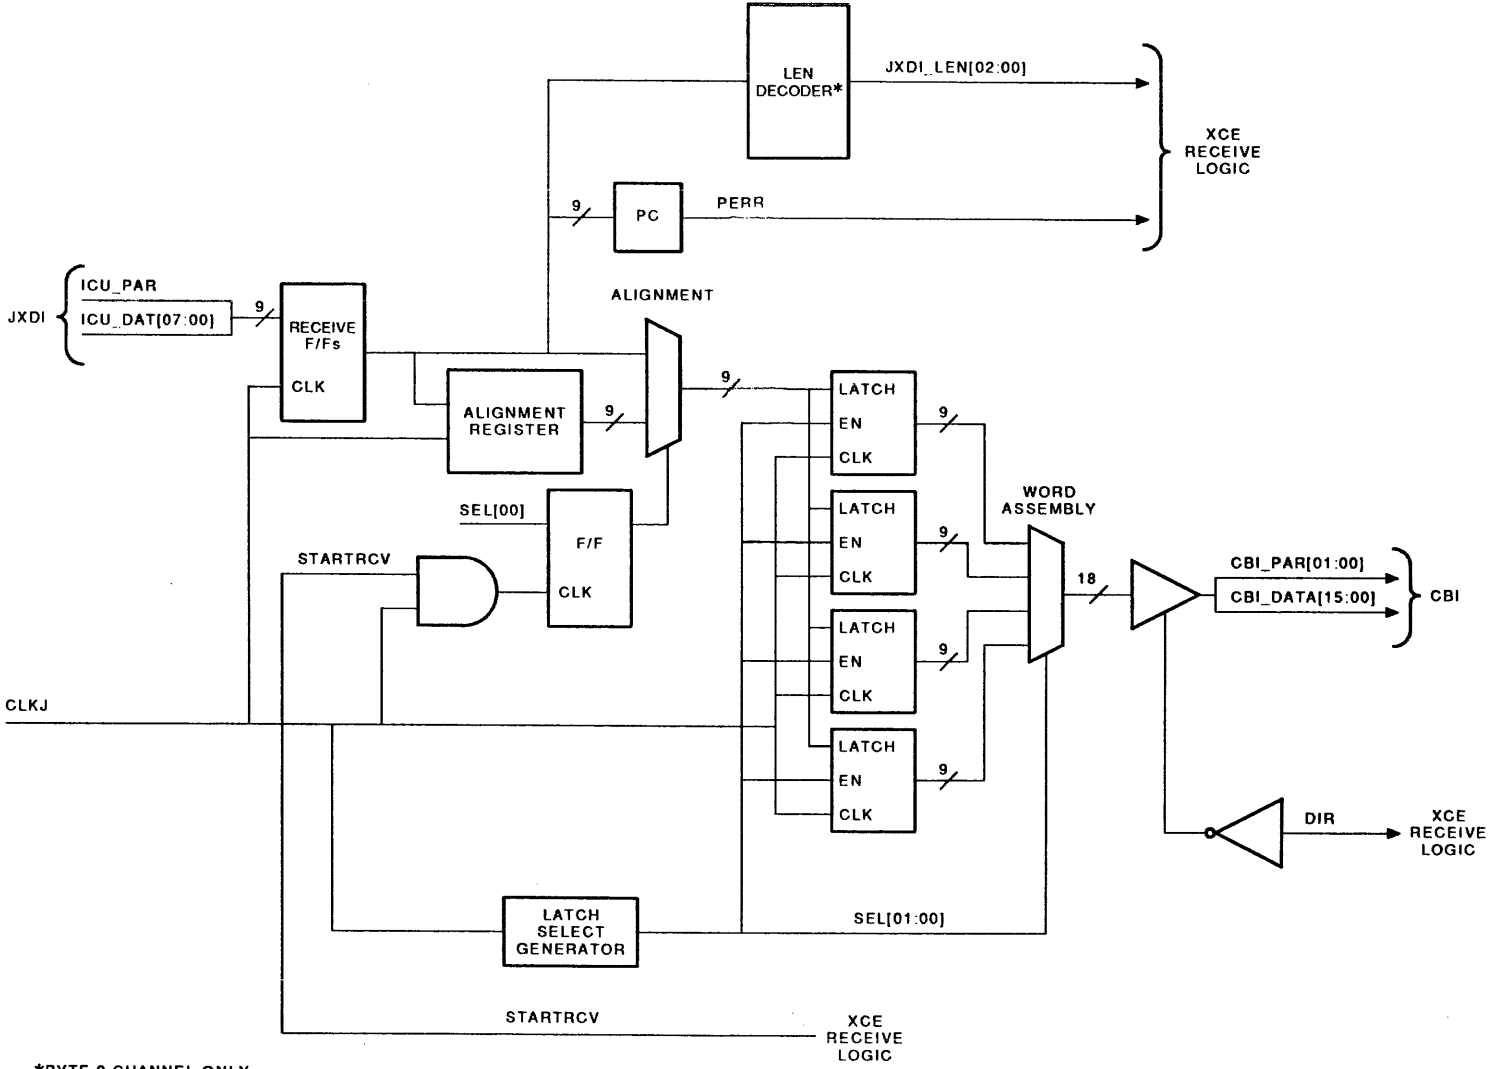 LEN
DECODER*
JXDI_LEN[02:00]
XCE
RECEIVE
LOGIC
9
PC
PERR
JXDI
ICU_PAR
ICU_DAT[07:00]
9
RECEIVE
F/Fs
CLK
ALIGNMENT
ALIGNMENT
REGISTER
9
9
SEL[00]
F/F
CLK
STARTRCV
CLKJ
LATCH
EN
CLK
9
LATCH
EN
CLK
9
LATCH
EN
CLK
9
LATCH
EN
CLK
9
WORD
ASSEMBLY
18
CBI_PAR[01:00]
CBI_DATA[15:00]
CBI
DIR
XCE
RECEIVE
LOGIC
LATCH
SELECT
GENERATOR
SEL[01:00]
STARTRCV
XCE
RECEIVE
LOGIC
CHANNEL ONLY